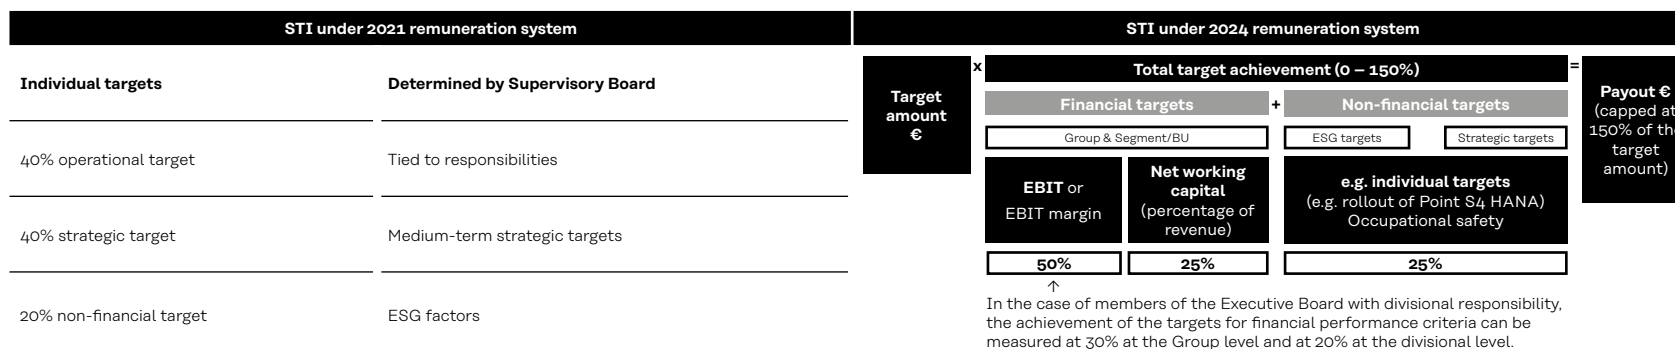 STI under 2021 remuneration system
Individual targets
Determined by Supervisory Board
40% operational target
Tied to responsibilities
40% strategic target
Medium-term strategic targets
20% non-financial target
ESG factors
STI under 2024 remuneration system
Target
amount
€
x
Total target achievement (0 – 150%)
=
Financial targets
+
Non-financial targets
Group & Segment/BU
ESG targets
Strategic targets
EBIT or
EBIT margin
Net working
capital
(percentage of
revenue)
e.g. individual targets
(e.g. rollout of Point S4 HANA)
Occupational safety
50%
25%
25%
↑
In the case of members of the Executive Board with divisional responsibility,
the achievement of the targets for financial performance criteria can be
measured at 30% at the Group level and at 20% at the divisional level.
Payout €
(capped at
150% of
target
amount)